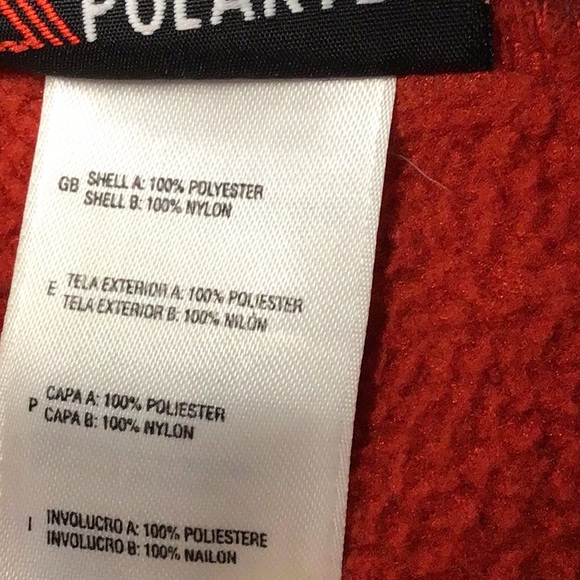 GB SHELL A: 100% POLYESTER
SHELL B: 100% NYLON
E TELA EXTERIOR A: 100% POLIESTER
TELA EXTERIOR B: 100% NILÓN
P CAPA A: 100% POLIESTER
CAPA B: 100% NYLON
I INVOLUCRO A: 100% POLIESTERE
INVOLUCRO B: 100% NAILON